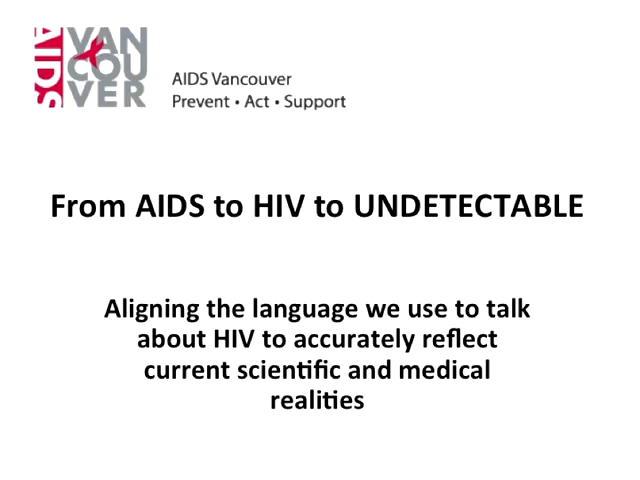 AIDS
VAN
COU
VER
AIDS Vancouver
Prevent • Act • Support
From AIDS to HIV to UNDETECTABLE
Aligning the language we use to talk
about HIV to accurately reflect
current scientific and medical
realities